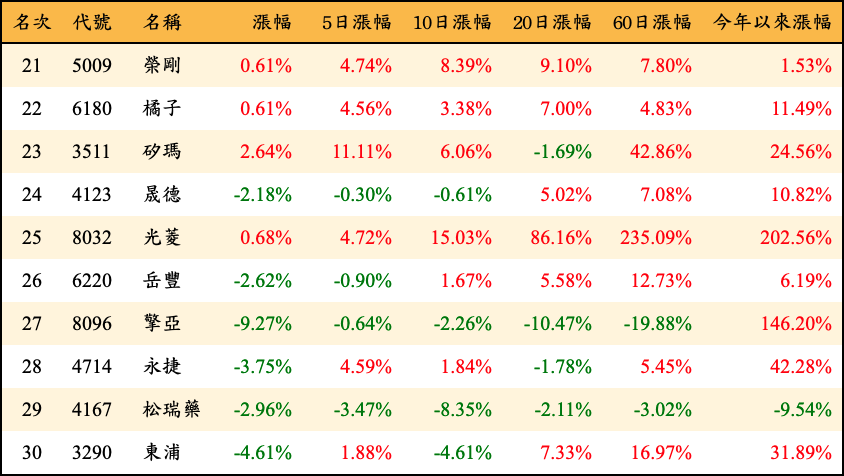 名次 代號 名稱 漲幅 5日漲幅 10日漲幅 20日漲幅 60日漲幅 今年以來漲幅
21 5009 榮剛 0.61% 4.74% 8.39% 9.10% 7.80% 1.53%
22 6180 橘子 0.61% 4.56% 3.38% 7.00% 4.83% 11.49%
23 3511 矽瑪 2.64% 11.11% 6.06% -1.69% 42.86% 24.56%
24 4123 晟德 -2.18% -0.30% -0.61% 5.02% 7.08% 10.82%
25 8032 光菱 0.68% 4.72% 15.03% 86.16% 235.09% 202.56%
26 6220 岳豐 -2.62% -0.90% 1.67% 5.58% 12.73% 6.19%
27 8096 擎亞 -9.27% -0.64% -2.26% -10.47% -19.88% 146.20%
28 4714 永捷 -3.75% 4.59% 1.84% -1.78% 5.45% 42.28%
29 4167 松瑞藥 -2.96% -3.47% -8.35% -2.11% -3.02% -9.54%
30 3290 東浦 -4.61% 1.88% -4.61% 7.33% 16.97% 31.89%